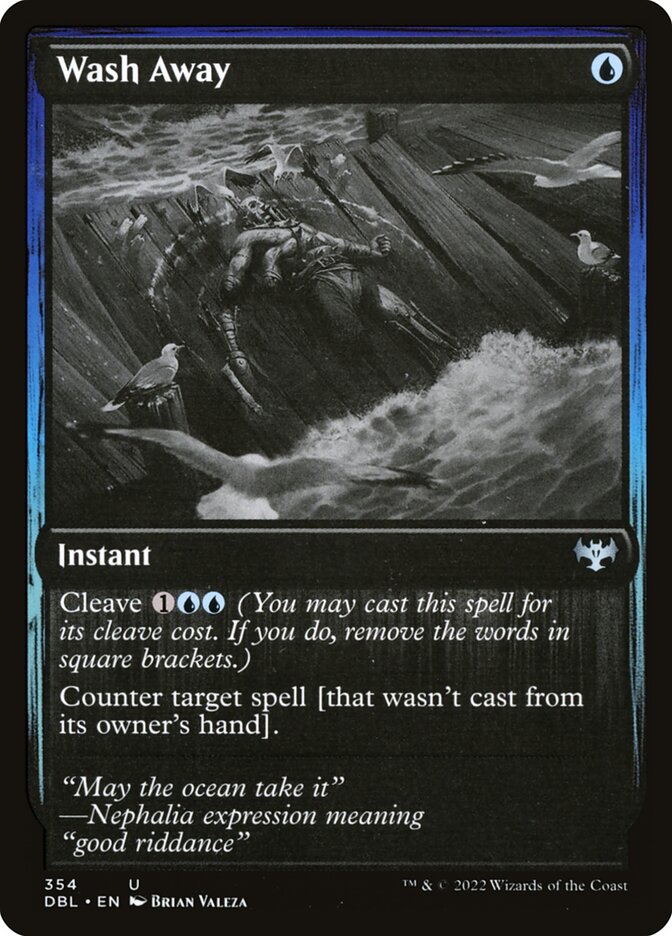 Wash Away
Instant
Cleave 1 (You may cast this spell for
its cleave cost. If you do, remove the words in
square brackets.)
Counter target spell [that wasn't cast from
its owner's hand].
“May the ocean take it”
—Nephalia expression meaning
“good riddance”
354 U
™ & © 2022 Wizards of the Coast
DBL • EN Brian Valeza